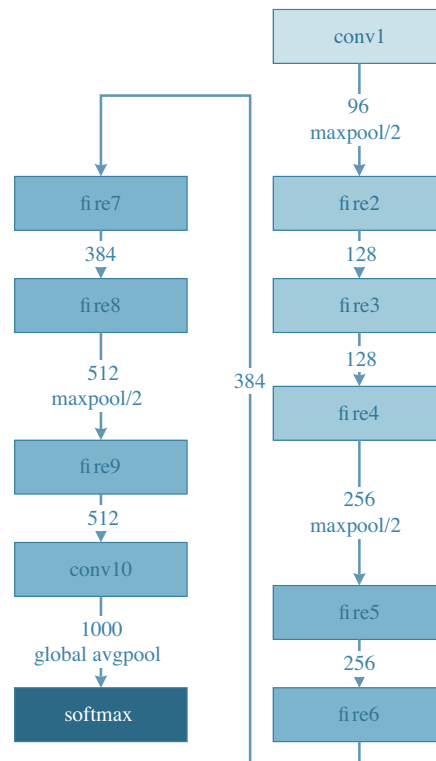 conv1
96
maxpool/2
fire2
128
fire3
128
fire4
256
maxpool/2
fire5
256
fire6
384
fire7
384
fire8
512
maxpool/2
fire9
512
conv10
1000
global avgpool
softmax